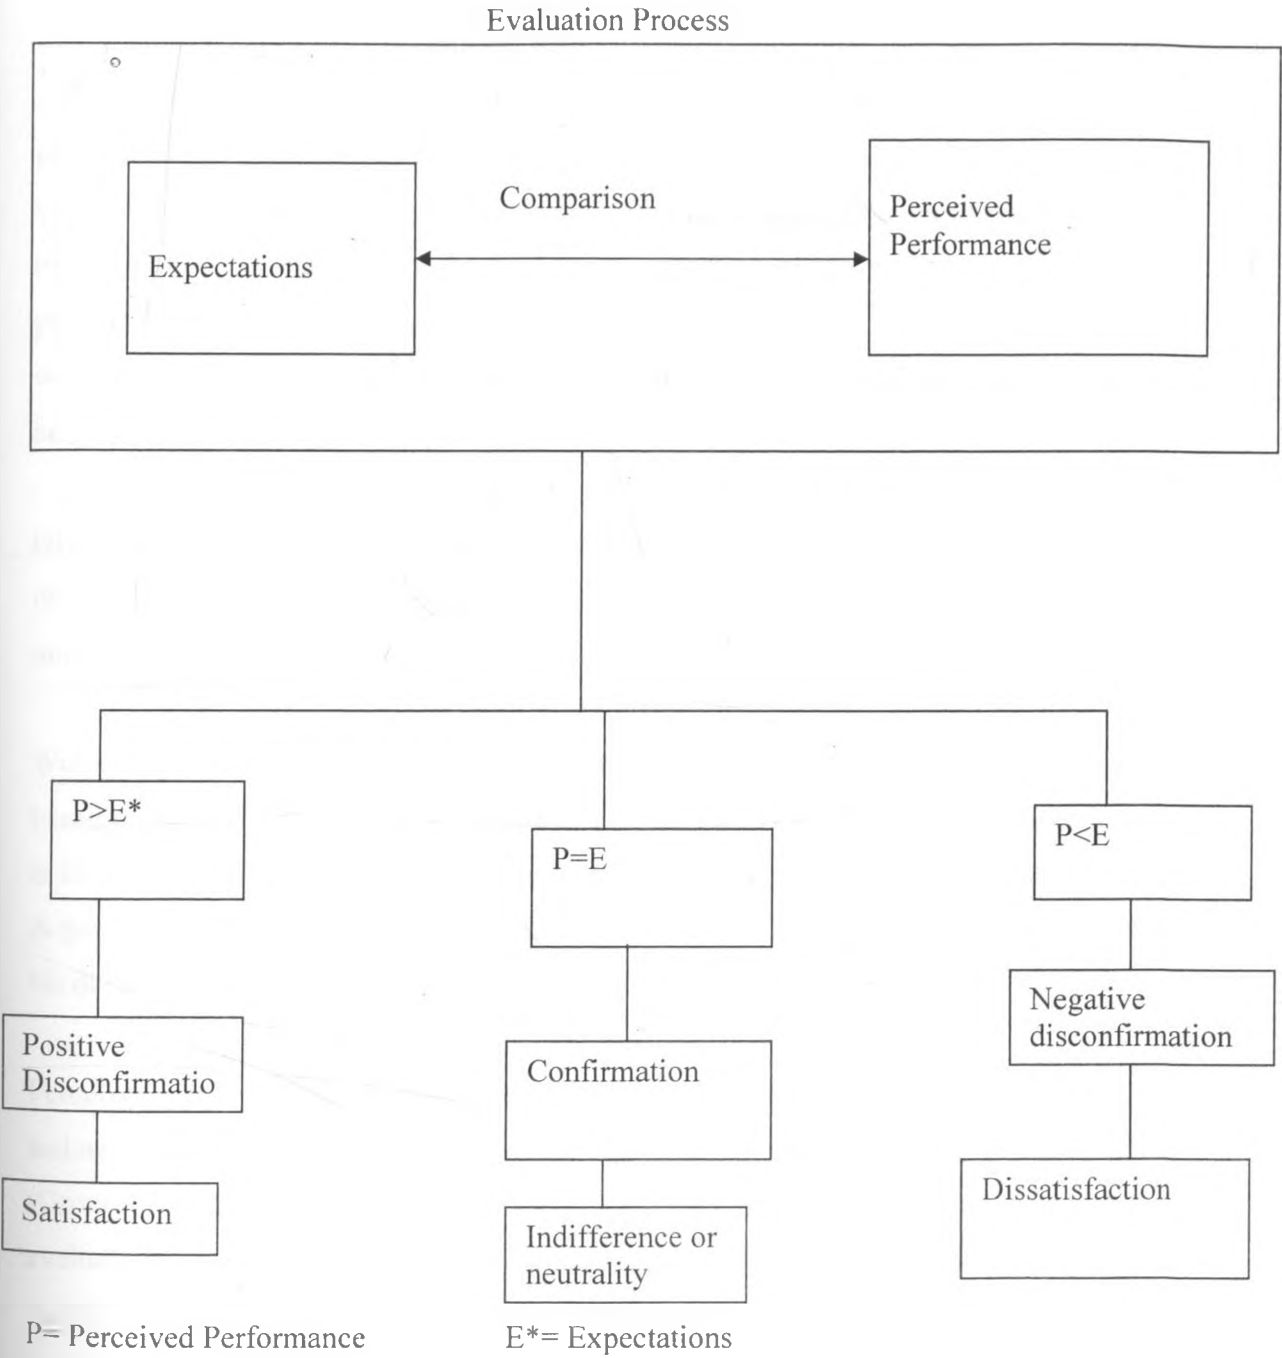 Evaluation Process
Comparison
Expectations
Perceived
Performance
P>E*
P=E
P<E
Positive
Disconfirmatio
Confirmation
Negative
disconfirmation
Satisfaction
Indifference or
neutrality
Dissatisfaction
P= Perceived Performance
E*= Expectations